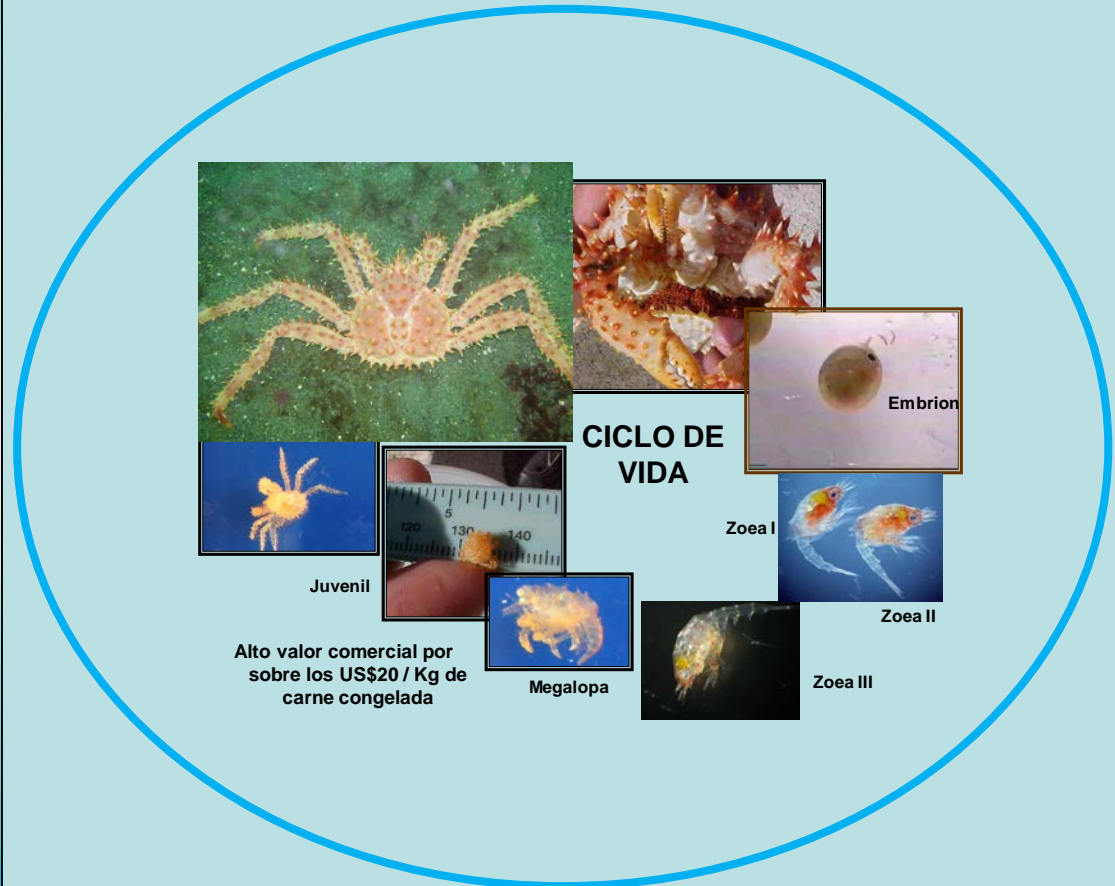 Embrion
CICLO DE
VIDA
Zoea I
Zoea II
Zoea III
Megalopa
Juvenil
5
120 130 140
Alto valor comercial por
sobre los US$20 / Kg de
carne congelada